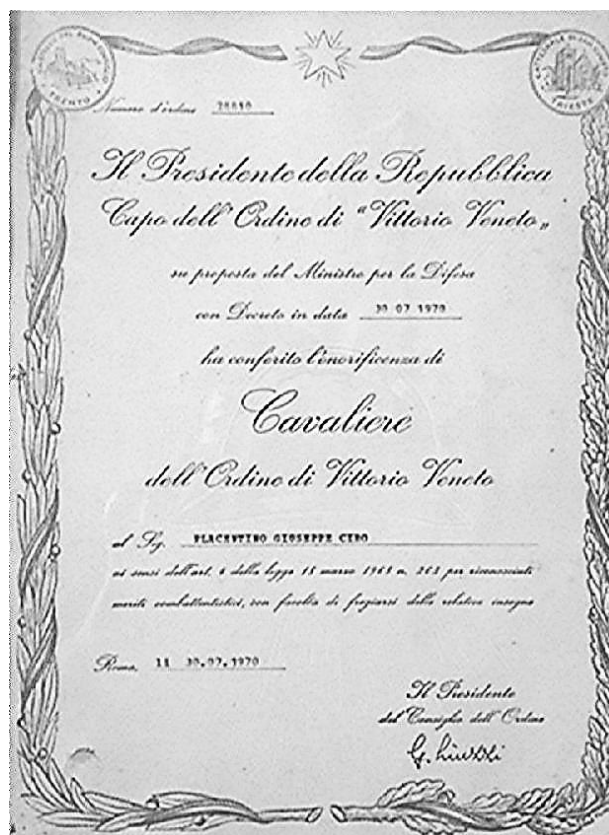 TRENTO
TRIESTE
Numero d'ordine
Il Presidente della Repubblica
Capo dell'Ordine di "Vittorio Veneto"
su proposta del Ministro per la Difesa
con Decreto in data 30 07 1970
ha conferito l'onorificenza di
Cavaliere
dell'Ordine di Vittorio Veneto
al Sig. PLACENTINO GIUSEPPE CIRO
ai sensi dell'art. 4 della legge 18 marzo 1968 n. 263 per riconosciuti
meriti combattentistici, con facoltà di fregiarsi della relativa insegna
Roma, li 30.07.1970
Il Presidente
del Consiglio dell'Ordine